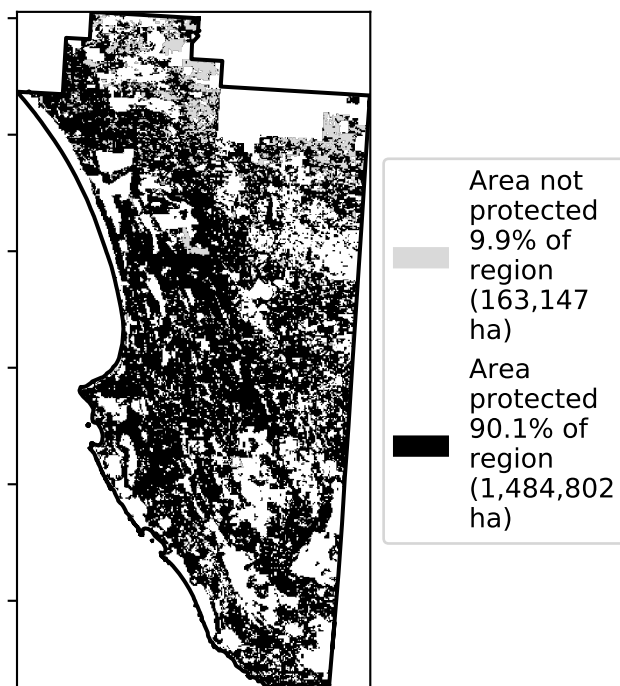 Area not
protected
9.9% of
region
(163,147
ha)
Area
protected
90.1% of
region
(1,484,802
ha)